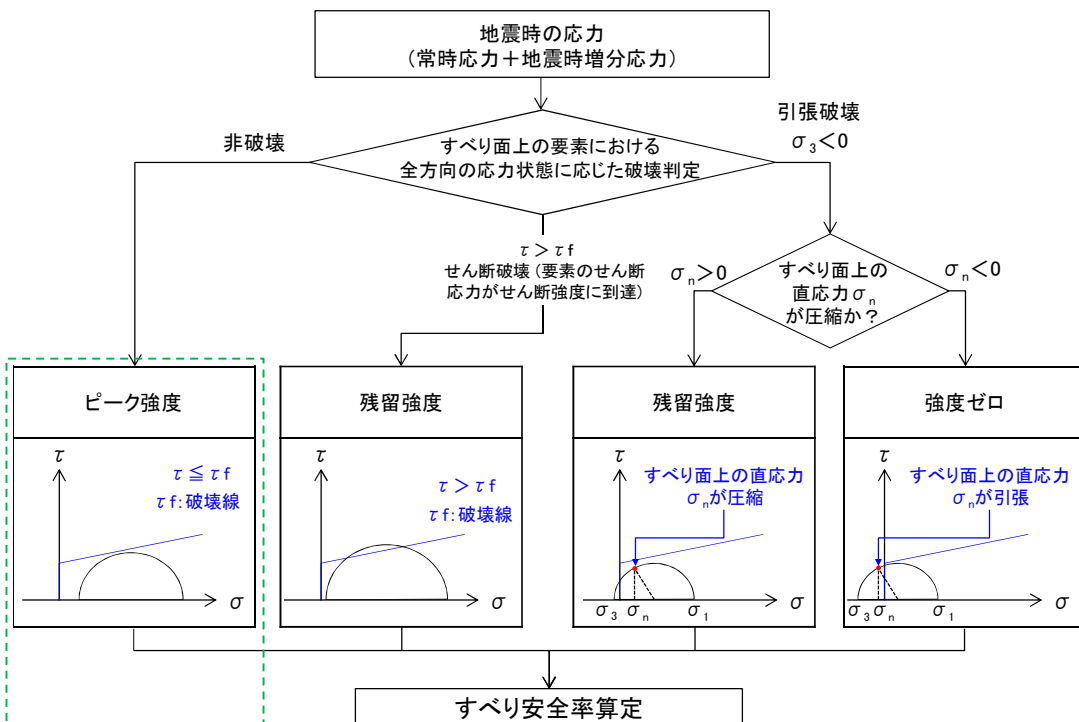 地震時の応力
（常時応力＋地震時増分応力）
引張破壊
σ3＜0
非破壊
すべり面上の要素における
全方向の応力状態に応じた破壊判定
τ＞τf
せん断破壊（要素のせん断
応力がせん断強度に到達）
σn＞0
すべり面上の
直応力σn
が圧縮か？
σn＜0
ピーク強度
τ
τ≦τf
τf：破壊線
σ
残留強度
τ
τ＞τf
τf：破壊線
σ
残留強度
τ
すべり面上の直応力
σnが圧縮
σ
σ3 σn σ1
強度ゼロ
τ
すべり面上の直応力
σnが引張
σ
σ3 σn σ1
すべり安全率算定